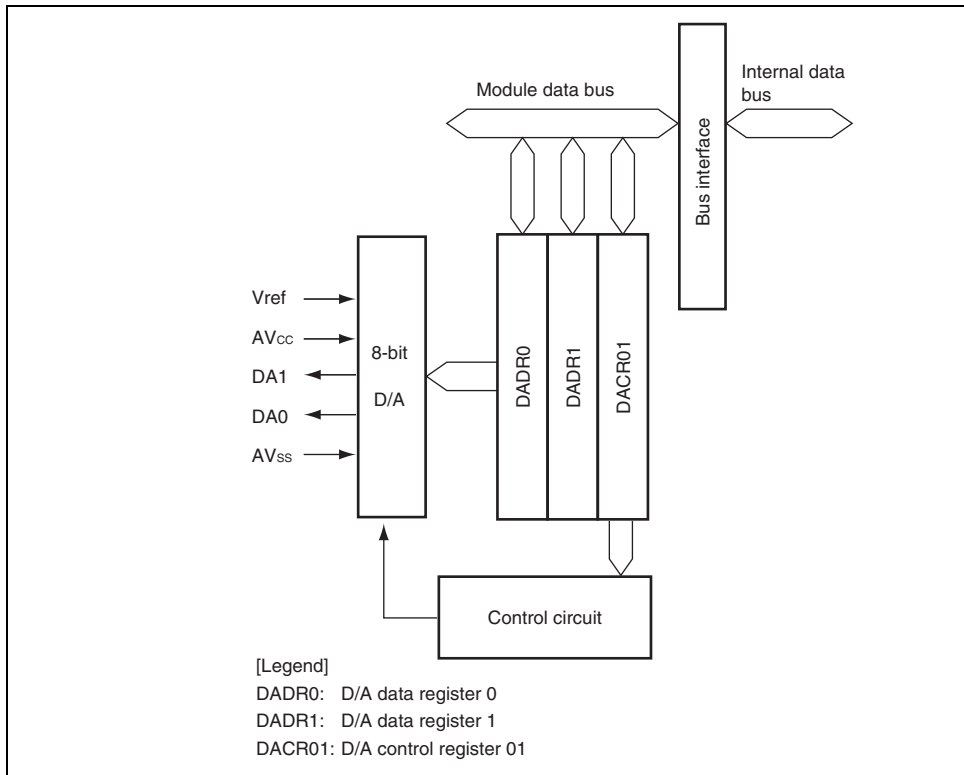 Module data bus
Internal data
bus
Bus interface
Vref
AVCC
DA1
DA0
AVSS
8-bit
D/A
DADR0
DADR1
DACR01
Control circuit
[Legend]
DADR0: D/A data register 0
DADR1: D/A data register 1
DACR01: D/A control register 01